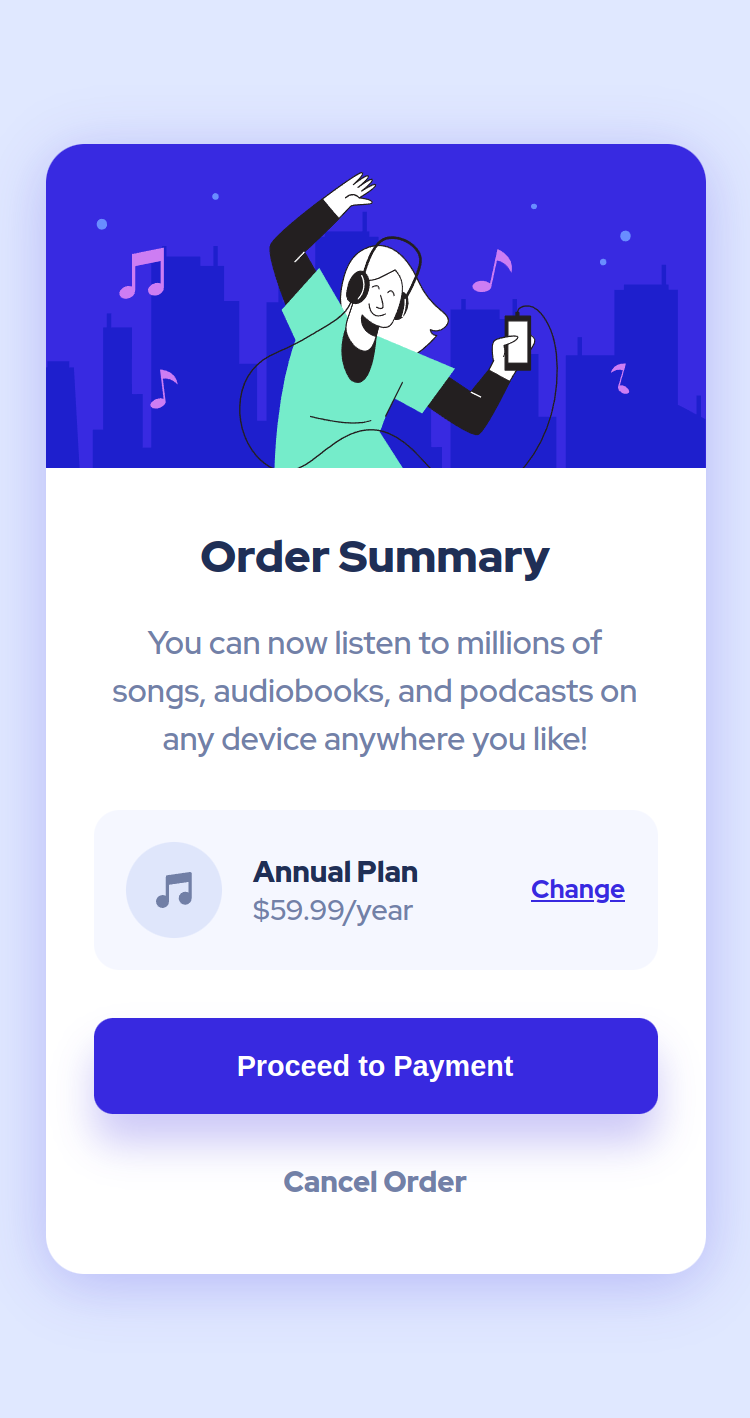 Order Summary
You can now listen to millions of
songs, audiobooks, and podcasts on
any device anywhere you like!
Annual Plan
$59.99/year
Change
Proceed to Payment
Cancel Order